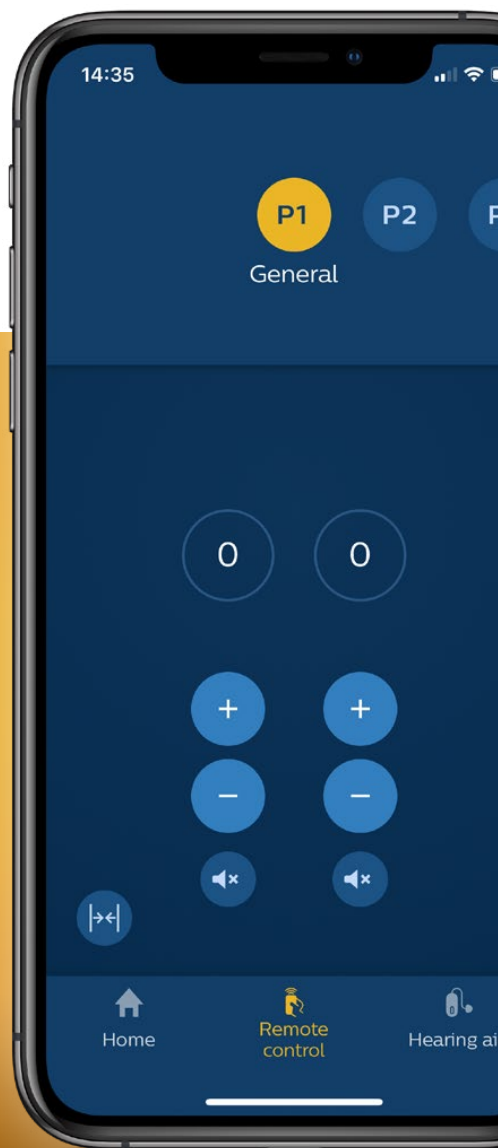 14:35
P1 P2 P
General
0 0
+ +
− −
Home
Remote
control
Hearing ai